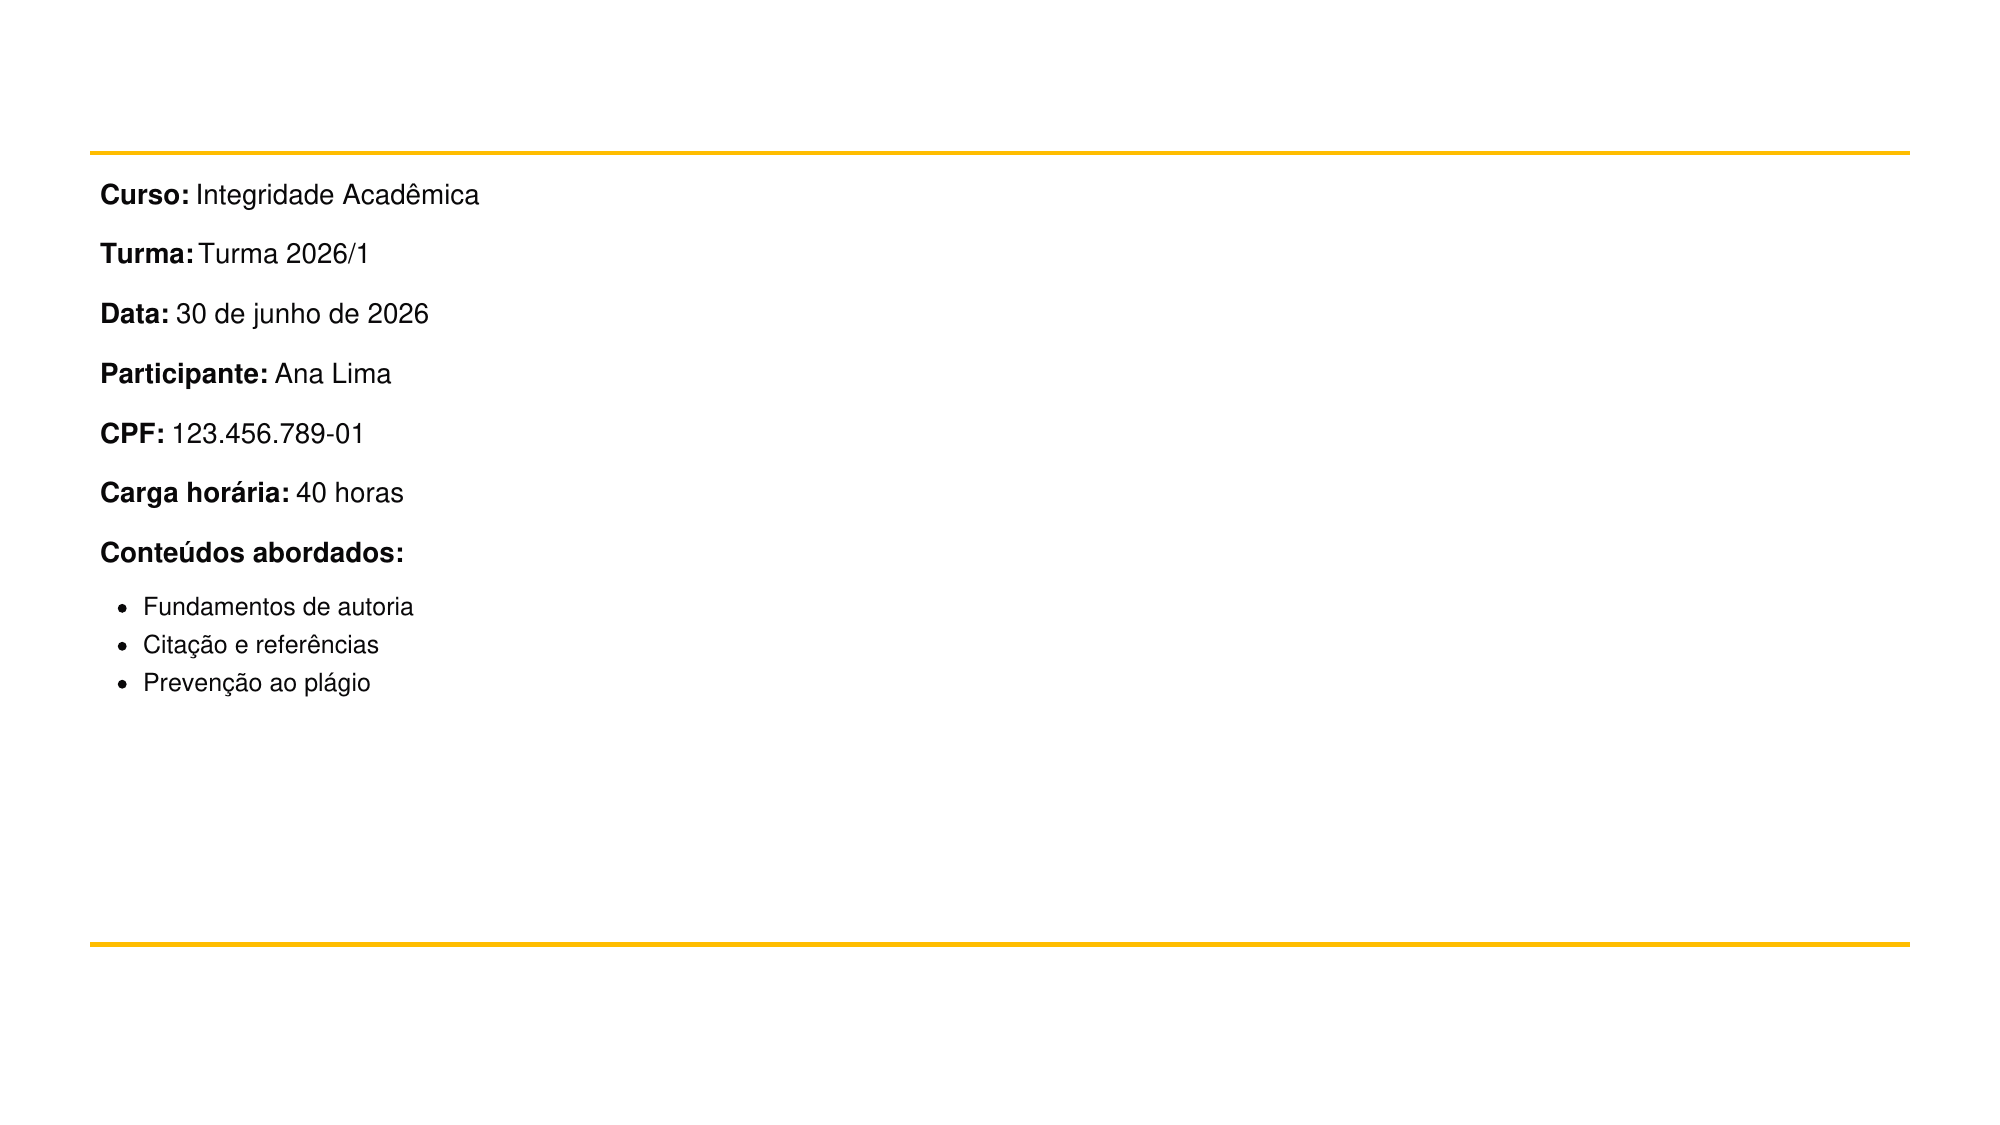 Curso: Integridade Acadêmica
Turma: Turma 2026/1
Data: 30 de junho de 2026
Participante: Ana Lima
CPF: 123.456.789-01
Carga horária: 40 horas
Conteúdos abordados:
• Fundamentos de autoria
• Citação e referências
• Prevenção ao plágio